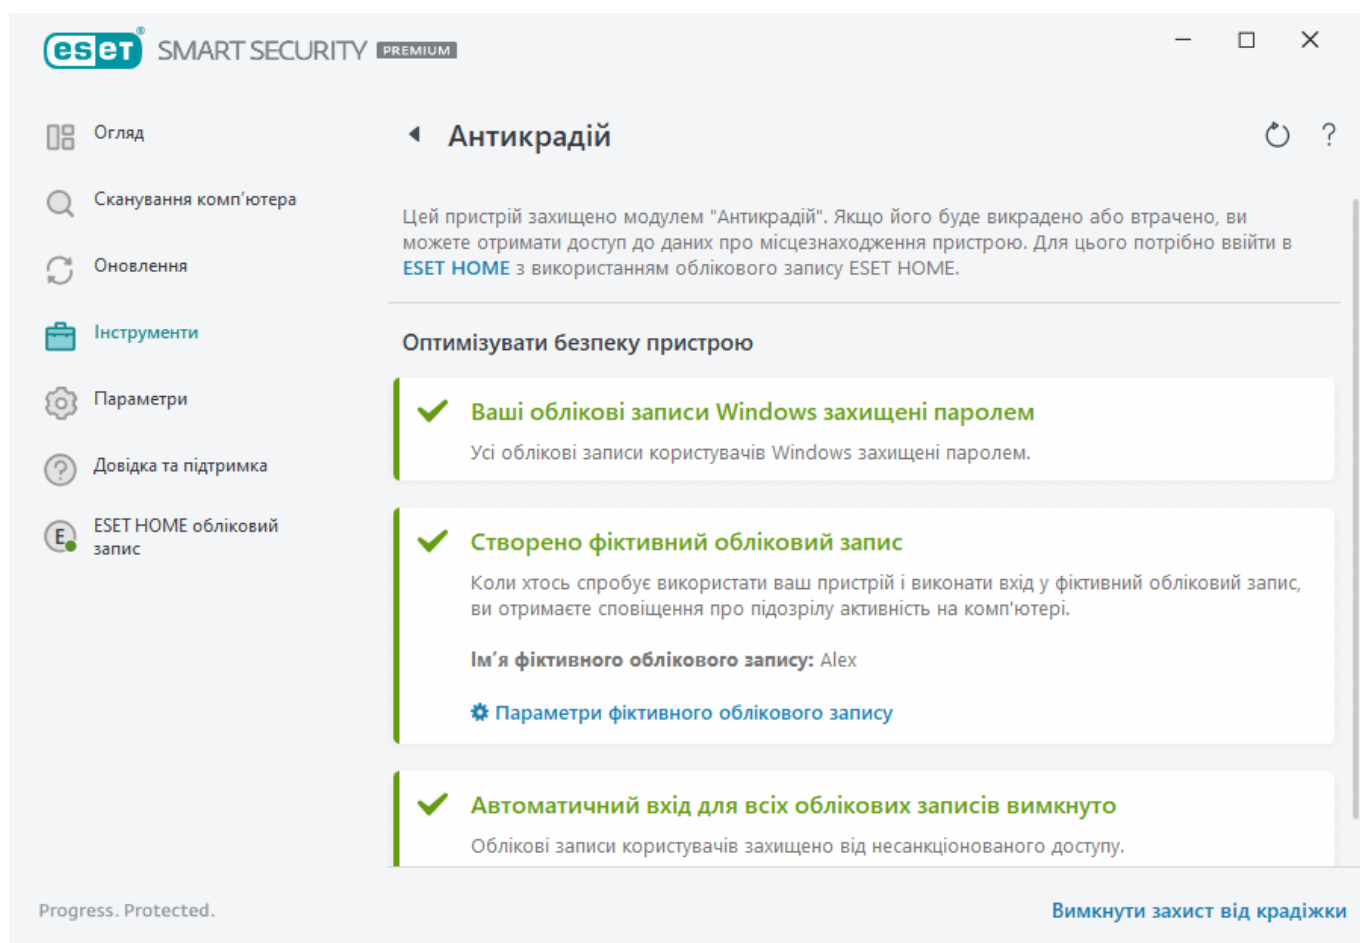 eset® SMART SECURITY PREMIUM
Огляд
Сканування комп'ютера
Оновлення
Інструменти
Параметри
Довідка та підтримка
ESET HOME обліковий
запис
Антикрадій
?
Цей пристрій захищено модулем "Антикрадій". Якщо його буде викрадено або втрачено, ви
можете отримати доступ до даних про місцезнаходження пристрою. Для цього потрібно ввійти в
ESET HOME з використанням облікового запису ESET HOME.
Оптимізувати безпеку пристрою
Ваші облікові записи Windows захищені паролем
Усі облікові записи користувачів Windows захищені паролем.
Створено фіктивний обліковий запис
Коли хтось спробує використати ваш пристрій і виконати вхід у фіктивний обліковий запис,
ви отримаєте сповіщення про підозрілу активність на комп'ютері.
Ім′я фіктивного облікового запису: Alex
Параметри фіктивного облікового запису
Автоматичний вхід для всіх облікових записів вимкнуто
Облікові записи користувачів захищено від несанкціонованого доступу.
Progress. Protected.
Вимкнути захист від крадіжки